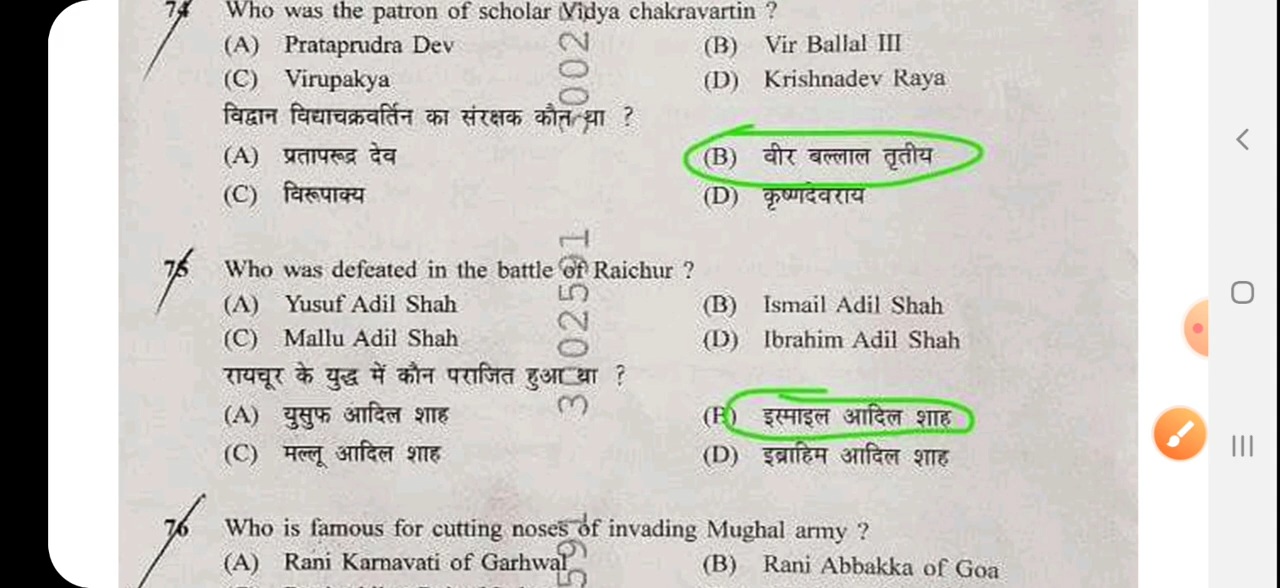 74 Who was the patron of scholar Vidya chakravartin ?
(A) Prataprudra Dev (B) Vir Ballal III
(C) Virupakya (D) Krishnadev Raya
विद्वान विद्याचक्रवर्तिन का संरक्षक कौन था ?
(A) प्रतापरूद्र देव (B) वीर बल्लाल तृतीय
(C) विरूपाक्य (D) कृष्णदेवराय
75 Who was defeated in the battle of Raichur ?
(A) Yusuf Adil Shah (B) Ismail Adil Shah
(C) Mallu Adil Shah (D) Ibrahim Adil Shah
रायचूर के युद्ध में कौन पराजित हुआ था ?
(A) युसुफ आदिल शाह (B) इस्माइल आदिल शाह
(C) मल्लू आदिल शाह (D) इब्राहिम आदिल शाह
76 Who is famous for cutting noses of invading Mughal army ?
(A) Rani Karnavati of Garhwal (B) Rani Abbakka of Goa
3002591